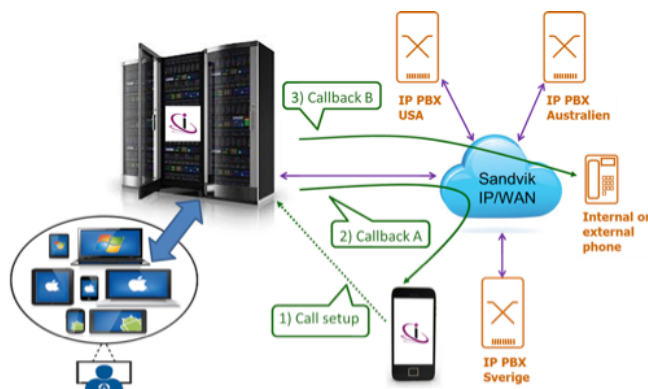 IP PBX
USA
IP PBX
Australien
3) Callback B
Sandvik
IP/WAN
Internal or
external
phone
2) Callback A
1) Call setup
IP PBX
Sverige